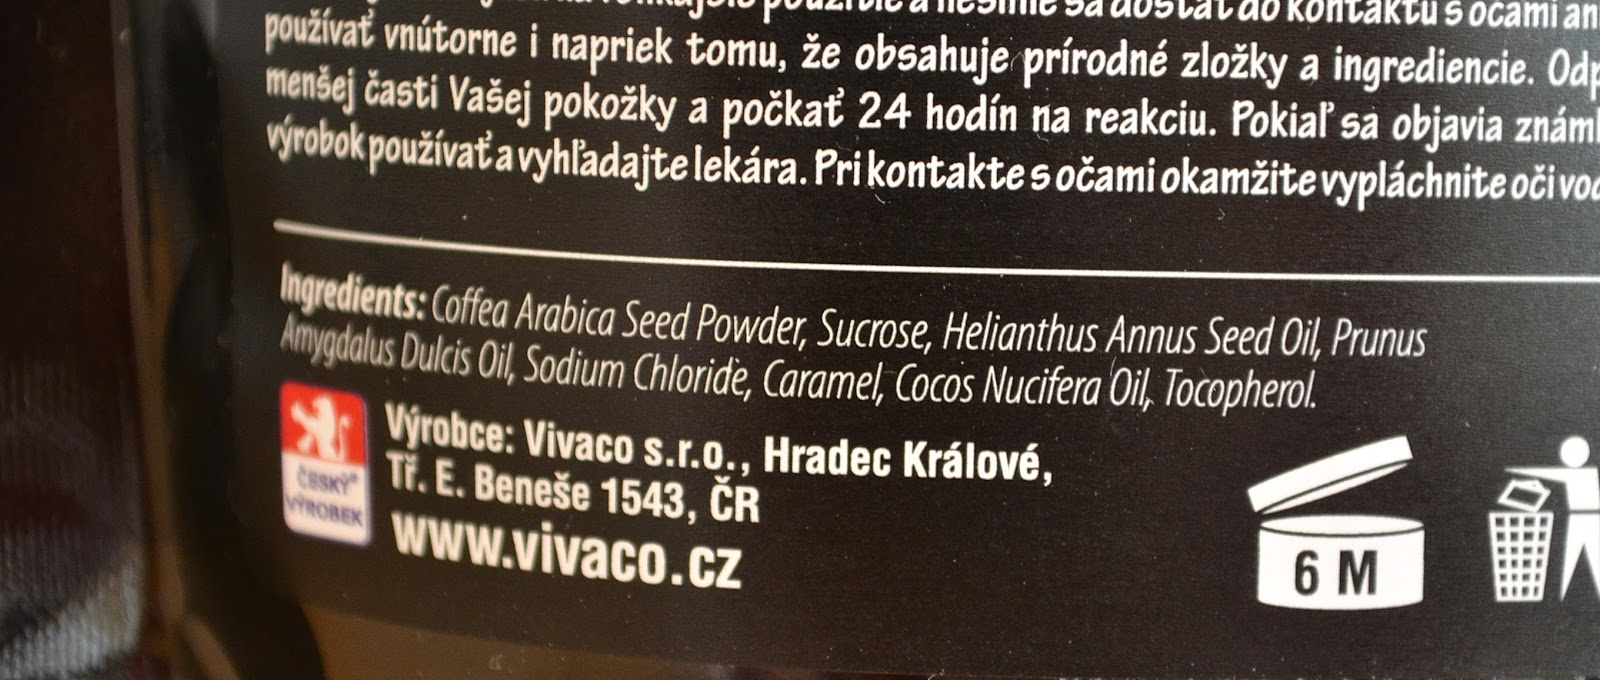 používať vnútorne i napriek tomu, že obsahuje prírodné zložky a ingrediencie.
menšej časti Vašej pokožky a počkať 24 hodín na reakciu. Pokiaľ sa objavia
výrobok používať a vyhľadajte lekára. Pri kontakte s očami okamžite vypláchnite oči
Ingredients: Coffea Arabica Seed Powder, Sucrose, Helianthus Annus Seed Oil, Prunus
Amygdalus Dulcis Oil, Sodium Chloride, Caramel, Cocos Nucifera Oil, Tocopherol.
ČESKÝ
VÝROBEK
Výrobce: Vivaco s.r.o., Hradec Králové,
Tř. E. Beneše 1543, ČR
www.vivaco.cz
6 M